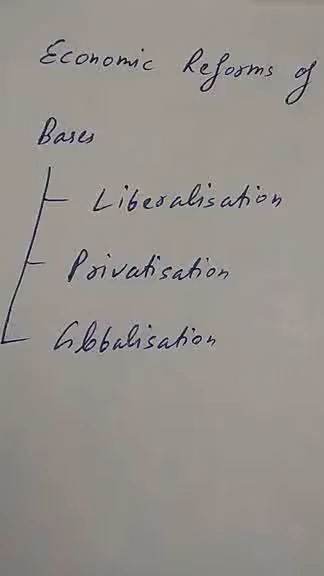 Economic Reforms of
Bases
Liberalisation
Privatisation
Globalisation